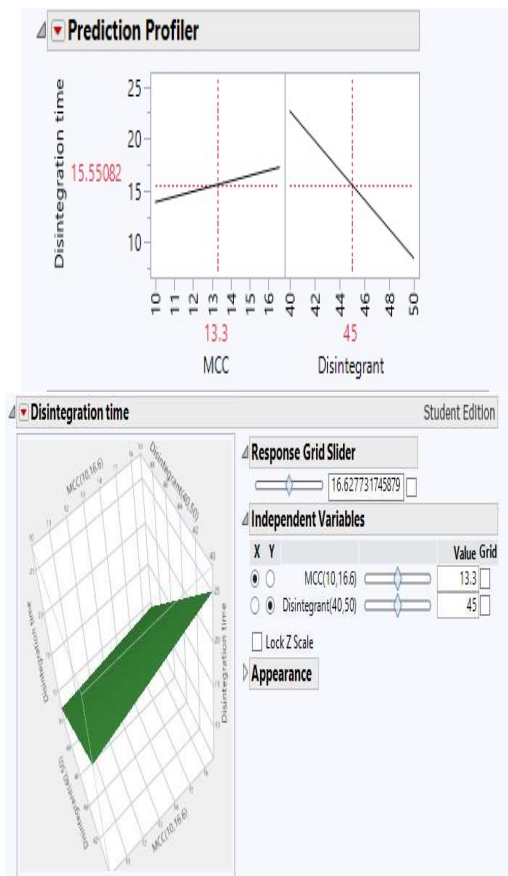 Prediction Profiler
Disintegration time
15.55082
25
20
15
10
10 11 12 13 14 15 16 40 42 44 46 48 50
13.3 45
MCC Disintegrant
Disintegration time Student Edition
Response Grid Slider
16.627731745879
Independent Variables
X Y Value Grid
MCC(10,16.6) 13.3
Disintegrant(40,50) 45
Lock Z Scale
Appearance
MCC(10,16.6)
Disintegrant(40,50)
Disintegration time
Disintegration time
Disintegrant(40,50)
MCC(10,16.6)